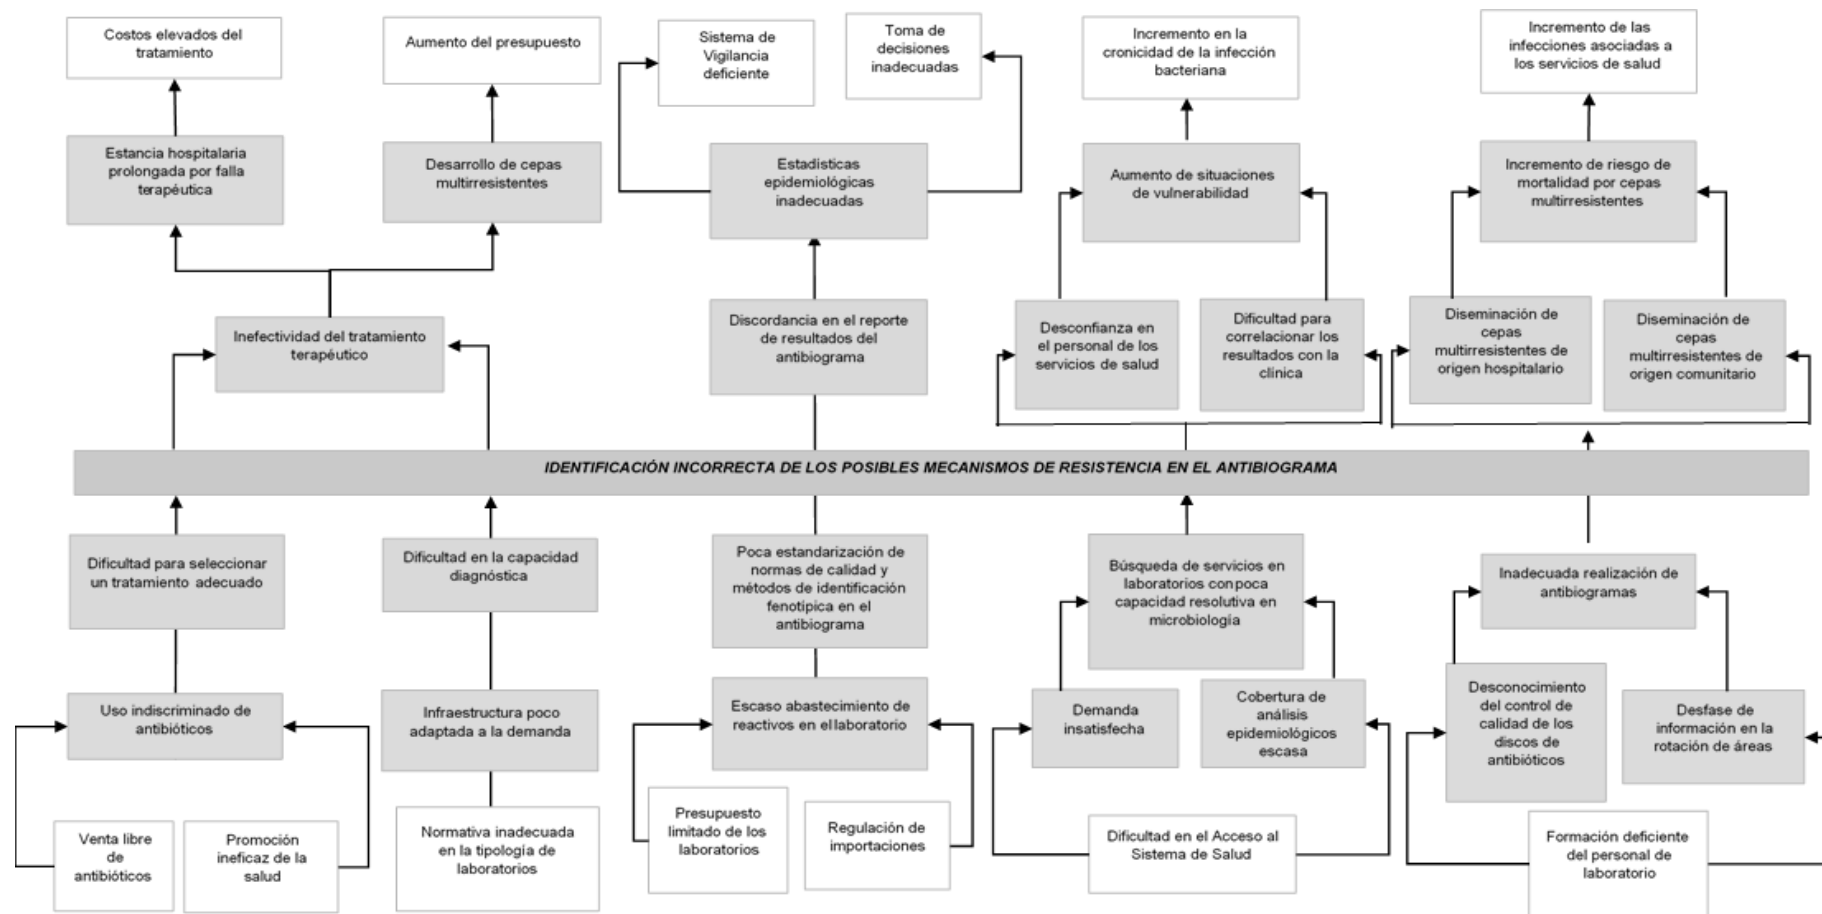 Costos elevados del
tratamiento
Aumento del presupuesto
Sistema de
Vigilancia
deficiente
Toma de
decisiones
inadecuadas
Incremento en la
cronicidad de la infección
bacteriana
Incremento de las
infecciones asociadas a
los servicios de salud
Estancia hospitalaria
prolongada por falla
terapéutica
Desarrollo de cepas
multirresistentes
Estadísticas
epidemiológicas
inadecuadas
Aumento de situaciones
de vulnerabilidad
Incremento de riesgo de
mortalidad por cepas
multirresistentes
Inefectividad del tratamiento
terapéutico
Discordancia en el reporte
de resultados del
antibiograma
Desconfianza en
el personal de los
servicios de salud
Dificultad para
correlacionar los
resultados con la
clínica
Diseminación de
cepas
multirresistentes de
origen hospitalario
Diseminación de
cepas
multirresistentes de
origen comunitario
IDENTIFICACIÓN INCORRECTA DE LOS POSIBLES MECANISMOS DE RESISTENCIA EN EL ANTIBIOGRAMA
Dificultad para seleccionar
un tratamiento adecuado
Dificultad en la capacidad
diagnóstica
Poca estandarización de
normas de calidad y
métodos de identificación
fenotípica en el
antibiograma
Búsqueda de servicios en
laboratorios conpoca
capacidad resolutiva en
microbiología
Inadecuada realización de
antibiogramas
Uso indiscriminado de
antibióticos
Infraestructura poco
adaptada a la demanda
Escaso abastecimiento de
reactivos en el laboratorio
Demanda
insatisfecha
Cobertura de
análisis
epidemiológicos
escasa
Desconocimiento
del control de
calidad de los
discos de
antibióticos
Desfase de
información en la
rotación de áreas
Venta libre
de
antibióticos
Promoción
ineficaz de la
salud
Normativa inadecuada
en la tipología de
laboratorios
Presupuesto
limitado de los
laboratorios
Regulación de
importaciones
Dificultad en el Acceso al
Sistema de Salud
Formación deficiente
del personal de
laboratorio